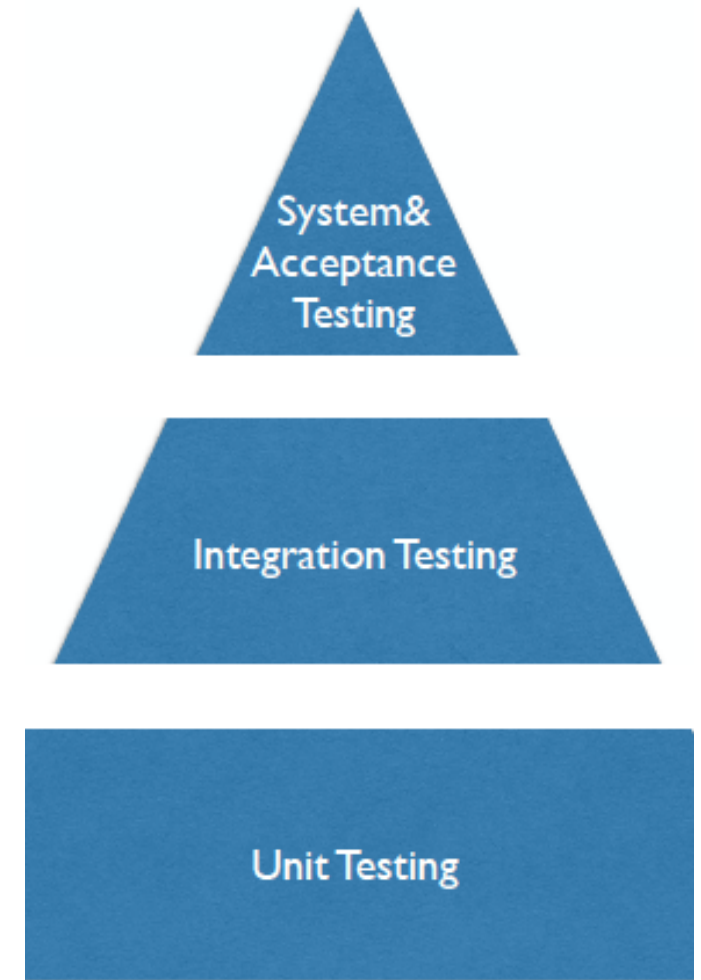 System&
Acceptance
Testing
Integration Testing
Unit Testing